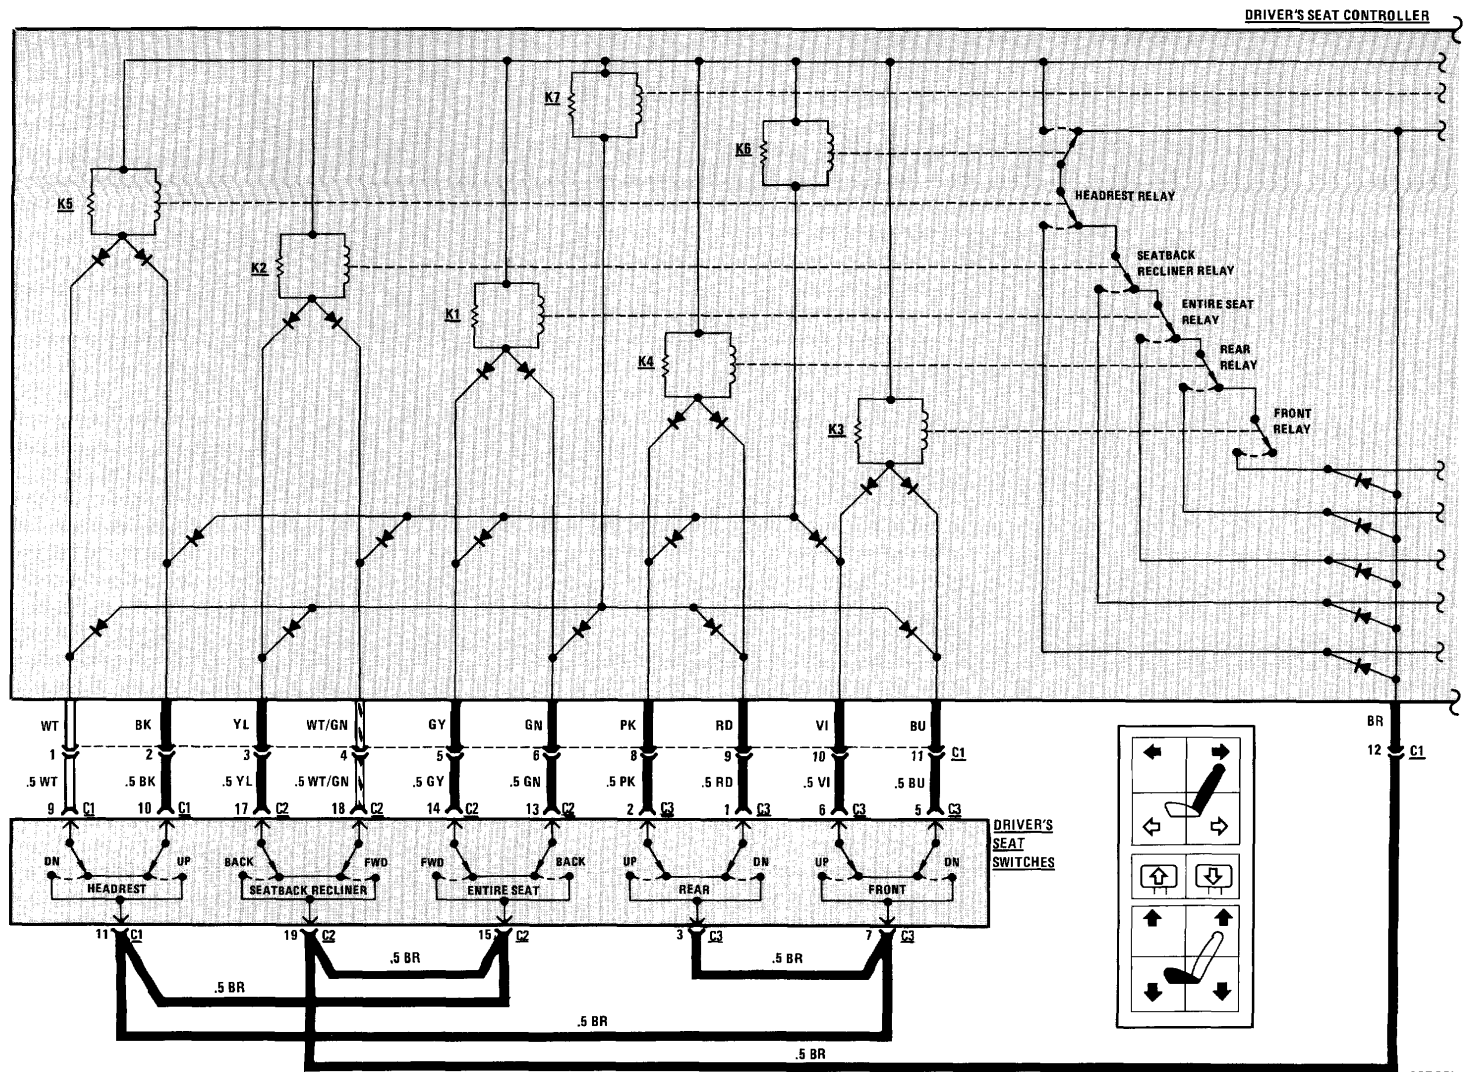 DRIVER'S SEAT CONTROLLER
K7
K6
K5
HEADREST RELAY
K2
SEATBACK
RECLINER RELAY
K1
ENTIRE SEAT
RELAY
K4
REAR
RELAY
K3
FRONT
RELAY
WT BK YL WT/GN GY GN PK RD VI BU BR
1 2 3 4 5 6 8 9 10 11 C1 12 C1
.5 WT .5 BK .5 YL .5 WT/GN .5 GY .5 GN .5 PK .5 RD .5 VI .5 BU
9 C1 10 C1 17 C2 18 C2 14 C2 13 C2 2 C3 1 C3 6 C3 5 C3
DRIVER'S
SEAT
SWITCHES
DN UP BACK FWD FWD BACK UP DN UP DN
HEADREST SEATBACK RECLINER ENTIRE SEAT REAR FRONT
11 C1 19 C2 15 C2 3 C3 7 C3
.5 BR .5 BR
.5 BR
.5 BR
.5 BR